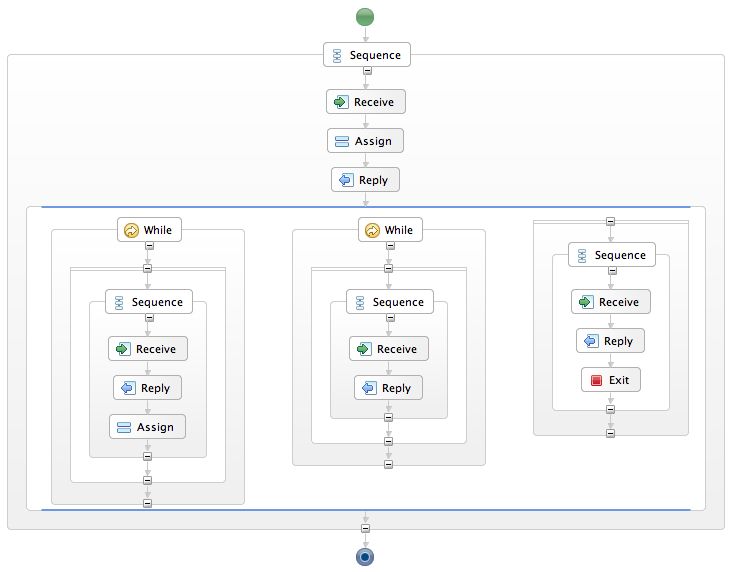 Sequence
Receive
Assign
Reply
While
Sequence
Receive
Reply
Assign
While
Sequence
Receive
Reply
Sequence
Receive
Reply
Exit